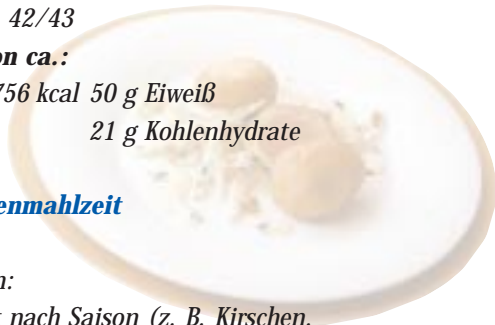 42/43
on ca.:
756 kcal 50 g Eiweiß
21 g Kohlenhydrate
enmahlzeit
n:
nach Saison (z. B. Kirschen,